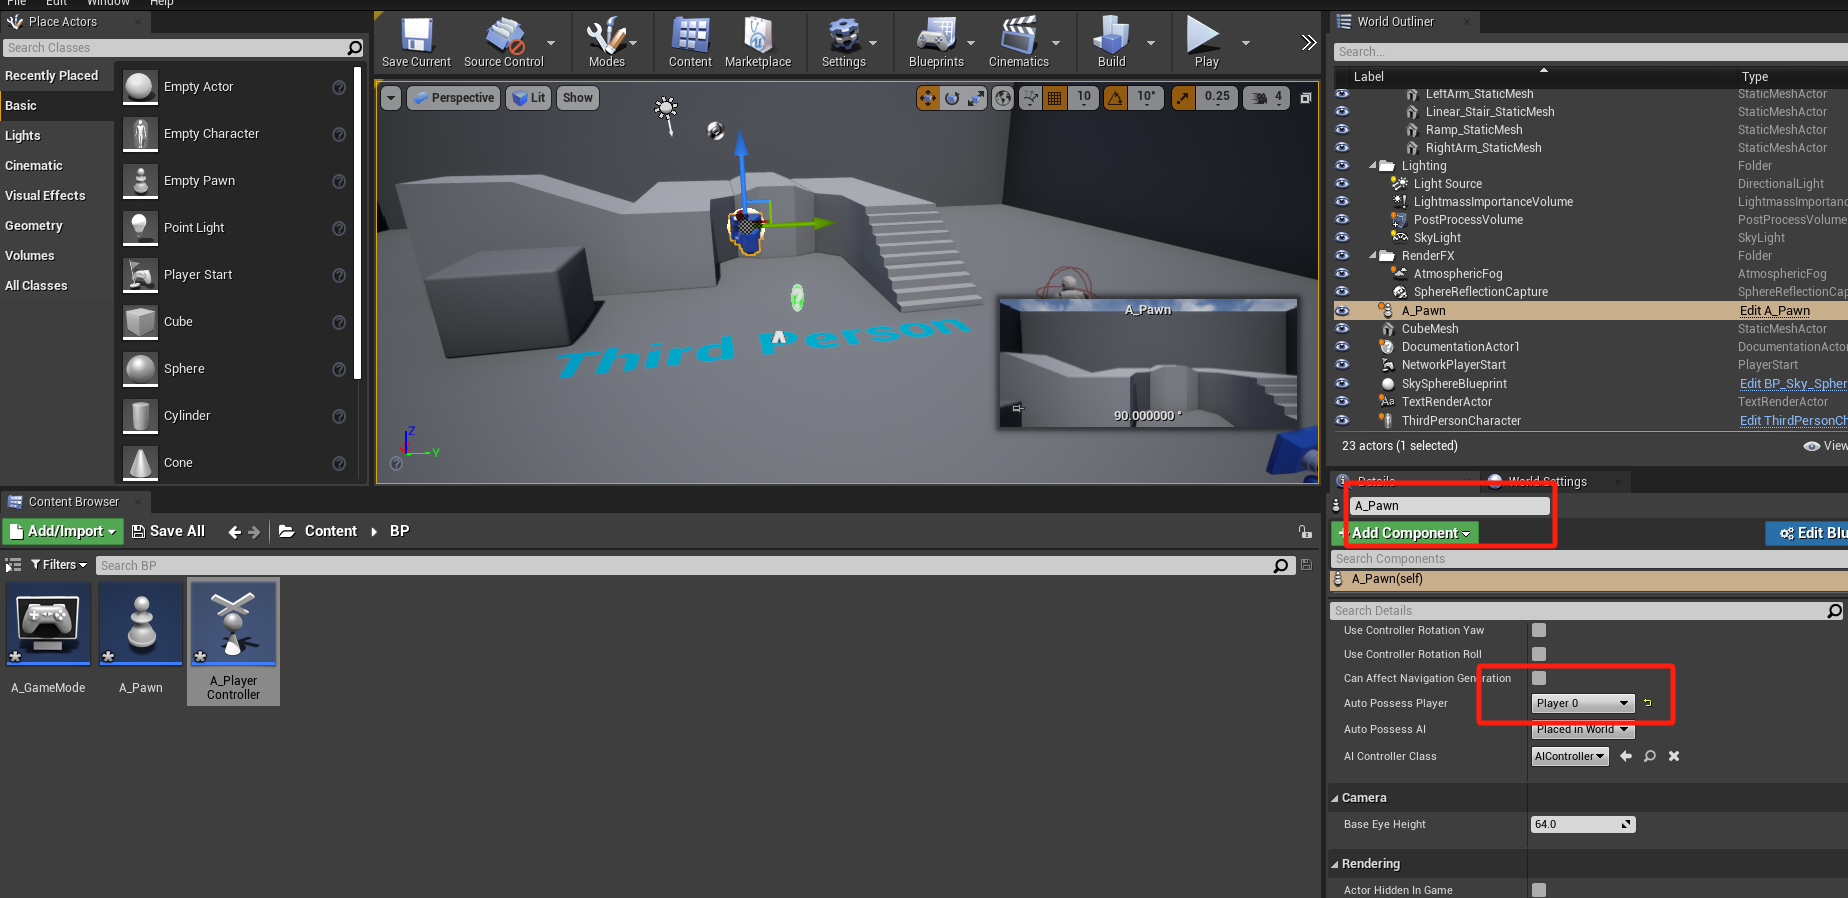 File Edit Window Help
Place Actors
Search Classes
Recently Placed
Basic
Lights
Cinematic
Visual Effects
Geometry
Volumes
All Classes
Empty Actor
Empty Character
Empty Pawn
Point Light
Player Start
Cube
Sphere
Cylinder
Cone
Save Current
Source Control
Modes
Content
Marketplace
Settings
Blueprints
Cinematics
Build
Play
Perspective
Lit
Show
10
10°
0.25
4
Third Person
A_Pawn
90.000000 °
Z
Y
World Outliner
Search...
Label Type
LeftArm_StaticMesh StaticMeshActor
Linear_Stair_StaticMesh StaticMeshActor
Ramp_StaticMesh StaticMeshActor
RightArm_StaticMesh StaticMeshActor
Lighting Folder
Light Source DirectionalLight
LightmassImportanceVolume LightmassImportanc
PostProcessVolume PostProcessVolume
SkyLight SkyLight
RenderFX Folder
AtmosphericFog AtmosphericFog
SphereReflectionCapture SphereReflectionCap
A_Pawn Edit A_Pawn
CubeMesh StaticMeshActor
DocumentationActor1 DocumentationActor
NetworkPlayerStart PlayerStart
SkySphereBlueprint Edit BP_Sky_Spher
TextRenderActor TextRenderActor
ThirdPersonCharacter Edit ThirdPersonCh
23 actors (1 selected)
View
Content Browser
Add/Import
Save All
Content
BP
Filters
Search BP
A_GameMode
A_Pawn
A_Player
Controller
Details
World Settings
A_Pawn
+ Add Component
Edit Blu
Search Components
A_Pawn(self)
Search Details
Use Controller Rotation Yaw
Use Controller Rotation Roll
Can Affect Navigation Generation
Auto Possess Player Player 0
Auto Possess AI Placed in World
AI Controller Class AIController
Camera
Base Eye Height 64.0
Rendering
Actor Hidden In Game